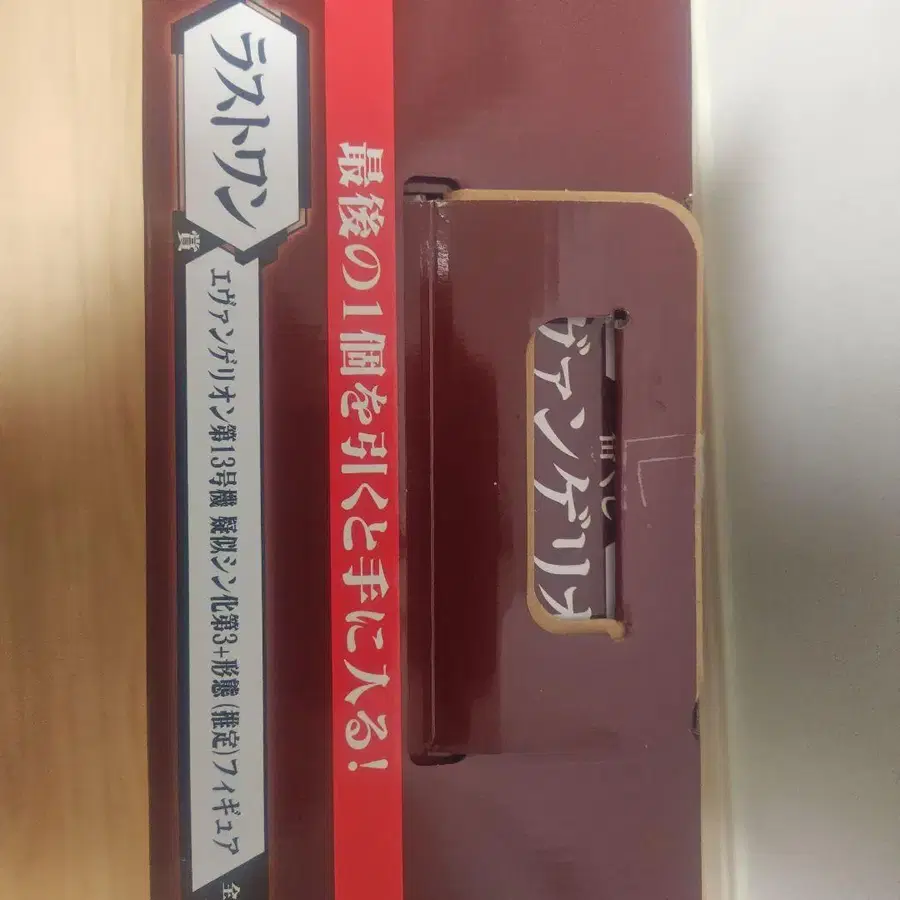 ラストワン
賞
エヴァンゲリオン第13号機 疑似シン化第3+形態(推定)フィギュア
全
最後の1個を引くと手に入る!
ヴァンゲリオ